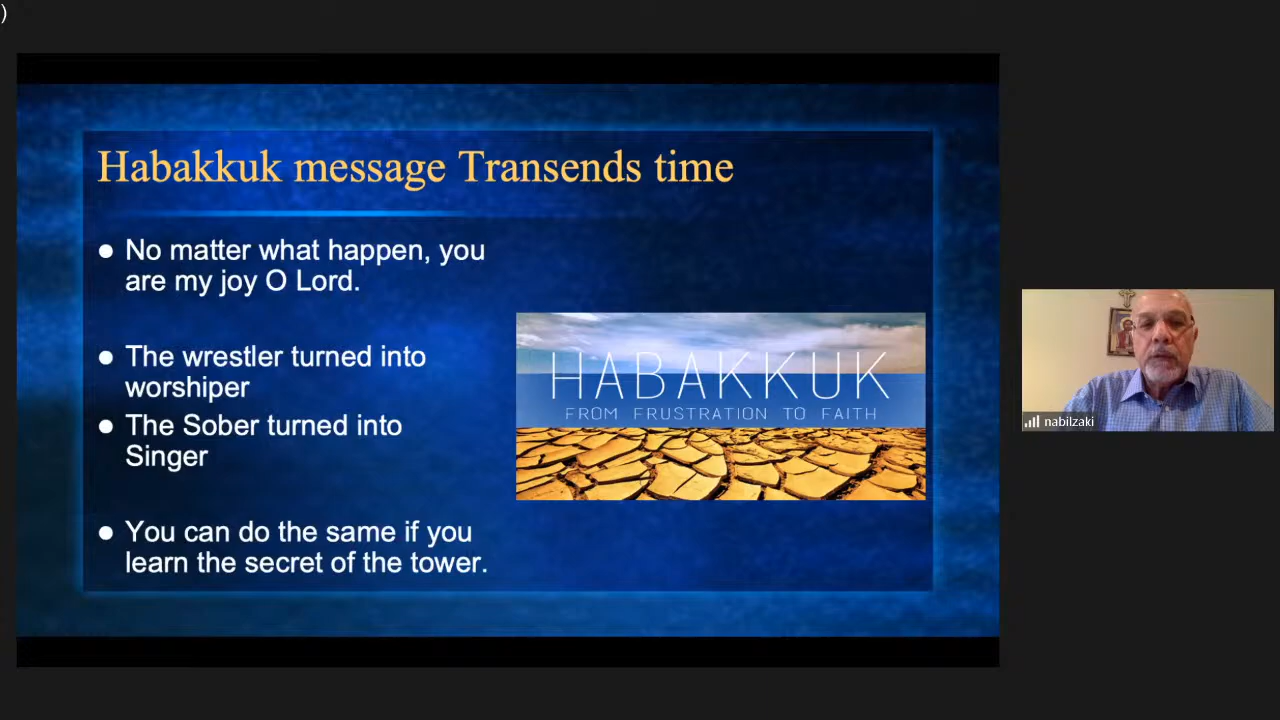 )
Habakkuk message Transends time
● No matter what happen, you
are my joy O Lord.
● The wrestler turned into
worshiper
● The Sober turned into
Singer
● You can do the same if you
learn the secret of the tower.
HABAKKUK
FROM FRUSTRATION TO FAITH
nabilzaki